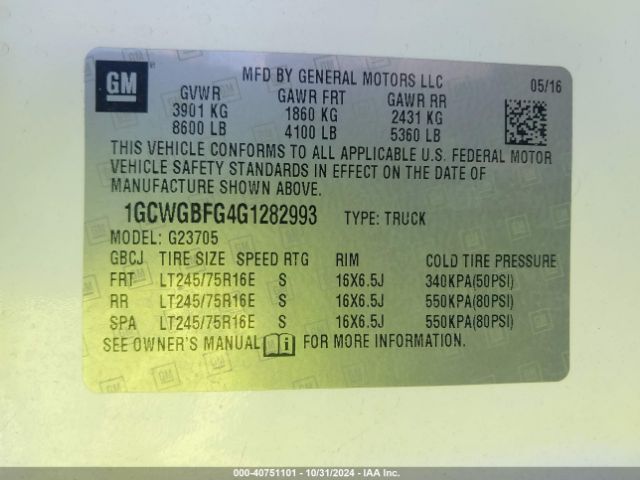 GM
MFD BY GENERAL MOTORS LLC 05/16
GVWR GAWR FRT GAWR RR
3901 KG 1860 KG 2431 KG
8600 LB 4100 LB 5360 LB
THIS VEHICLE CONFORMS TO ALL APPLICABLE U.S. FEDERAL MOTOR
VEHICLE SAFETY STANDARDS IN EFFECT ON THE DATE OF
MANUFACTURE SHOWN ABOVE.
1GCWGBFG4G1282993 TYPE: TRUCK
MODEL: G23705
GBCJ TIRE SIZE SPEED RTG RIM COLD TIRE PRESSURE
FRT LT245/75R16E S 16X6.5J 340KPA(50PSI)
RR LT245/75R16E S 16X6.5J 550KPA(80PSI)
SPA LT245/75R16E S 16X6.5J 550KPA(80PSI)
SEE OWNER'S MANUAL FOR MORE INFORMATION.
000-40751101 - 10/31/2024 - IAA Inc.